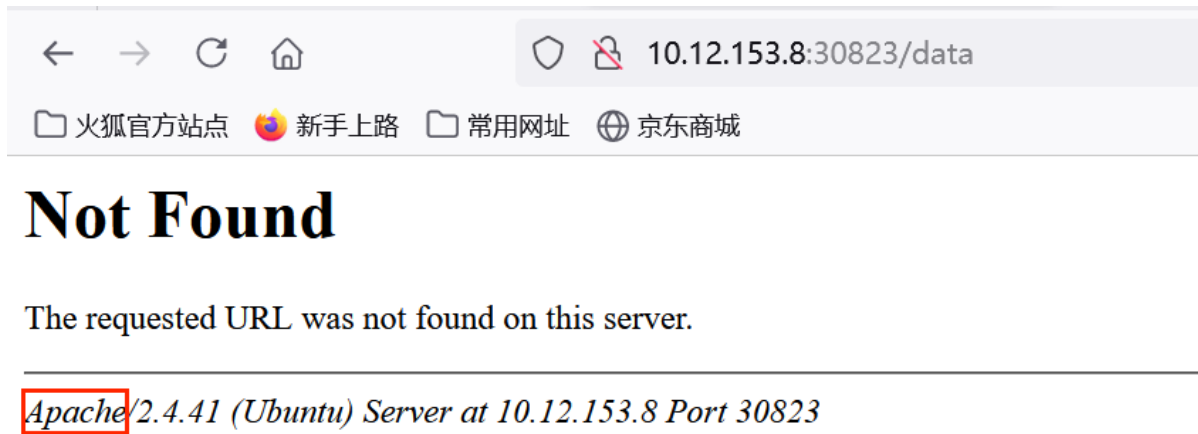 10.12.153.8:30823/data
火狐官方站点 新手上路 常用网址 京东商城
Not Found
The requested URL was not found on this server.
Apache/2.4.41 (Ubuntu) Server at 10.12.153.8 Port 30823